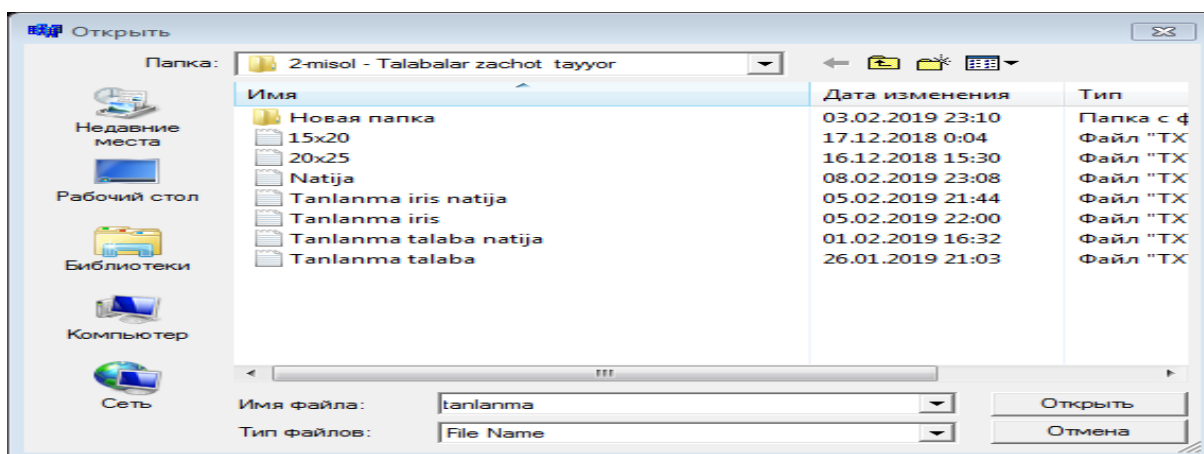 Открыть
Папка: 2-misol - Talabalar zachot tayyor
Имя Дата изменения Тип
Новая папка 03.02.2019 23:10 Папка с ф
15x20 17.12.2018 0:04 Файл "TX
20x25 16.12.2018 15:30 Файл "TX
Natija 08.02.2019 23:08 Файл "TX
Tanlanma iris natija 05.02.2019 21:44 Файл "TX
Tanlanma iris 05.02.2019 22:00 Файл "TX
Tanlanma talaba natija 01.02.2019 16:32 Файл "TX
Tanlanma talaba 26.01.2019 21:03 Файл "TX
Недавние
места
Рабочий стол
Библиотеки
Компьютер
Сеть
Имя файла: tanlanma Открыть
Тип файлов: File Name Отмена